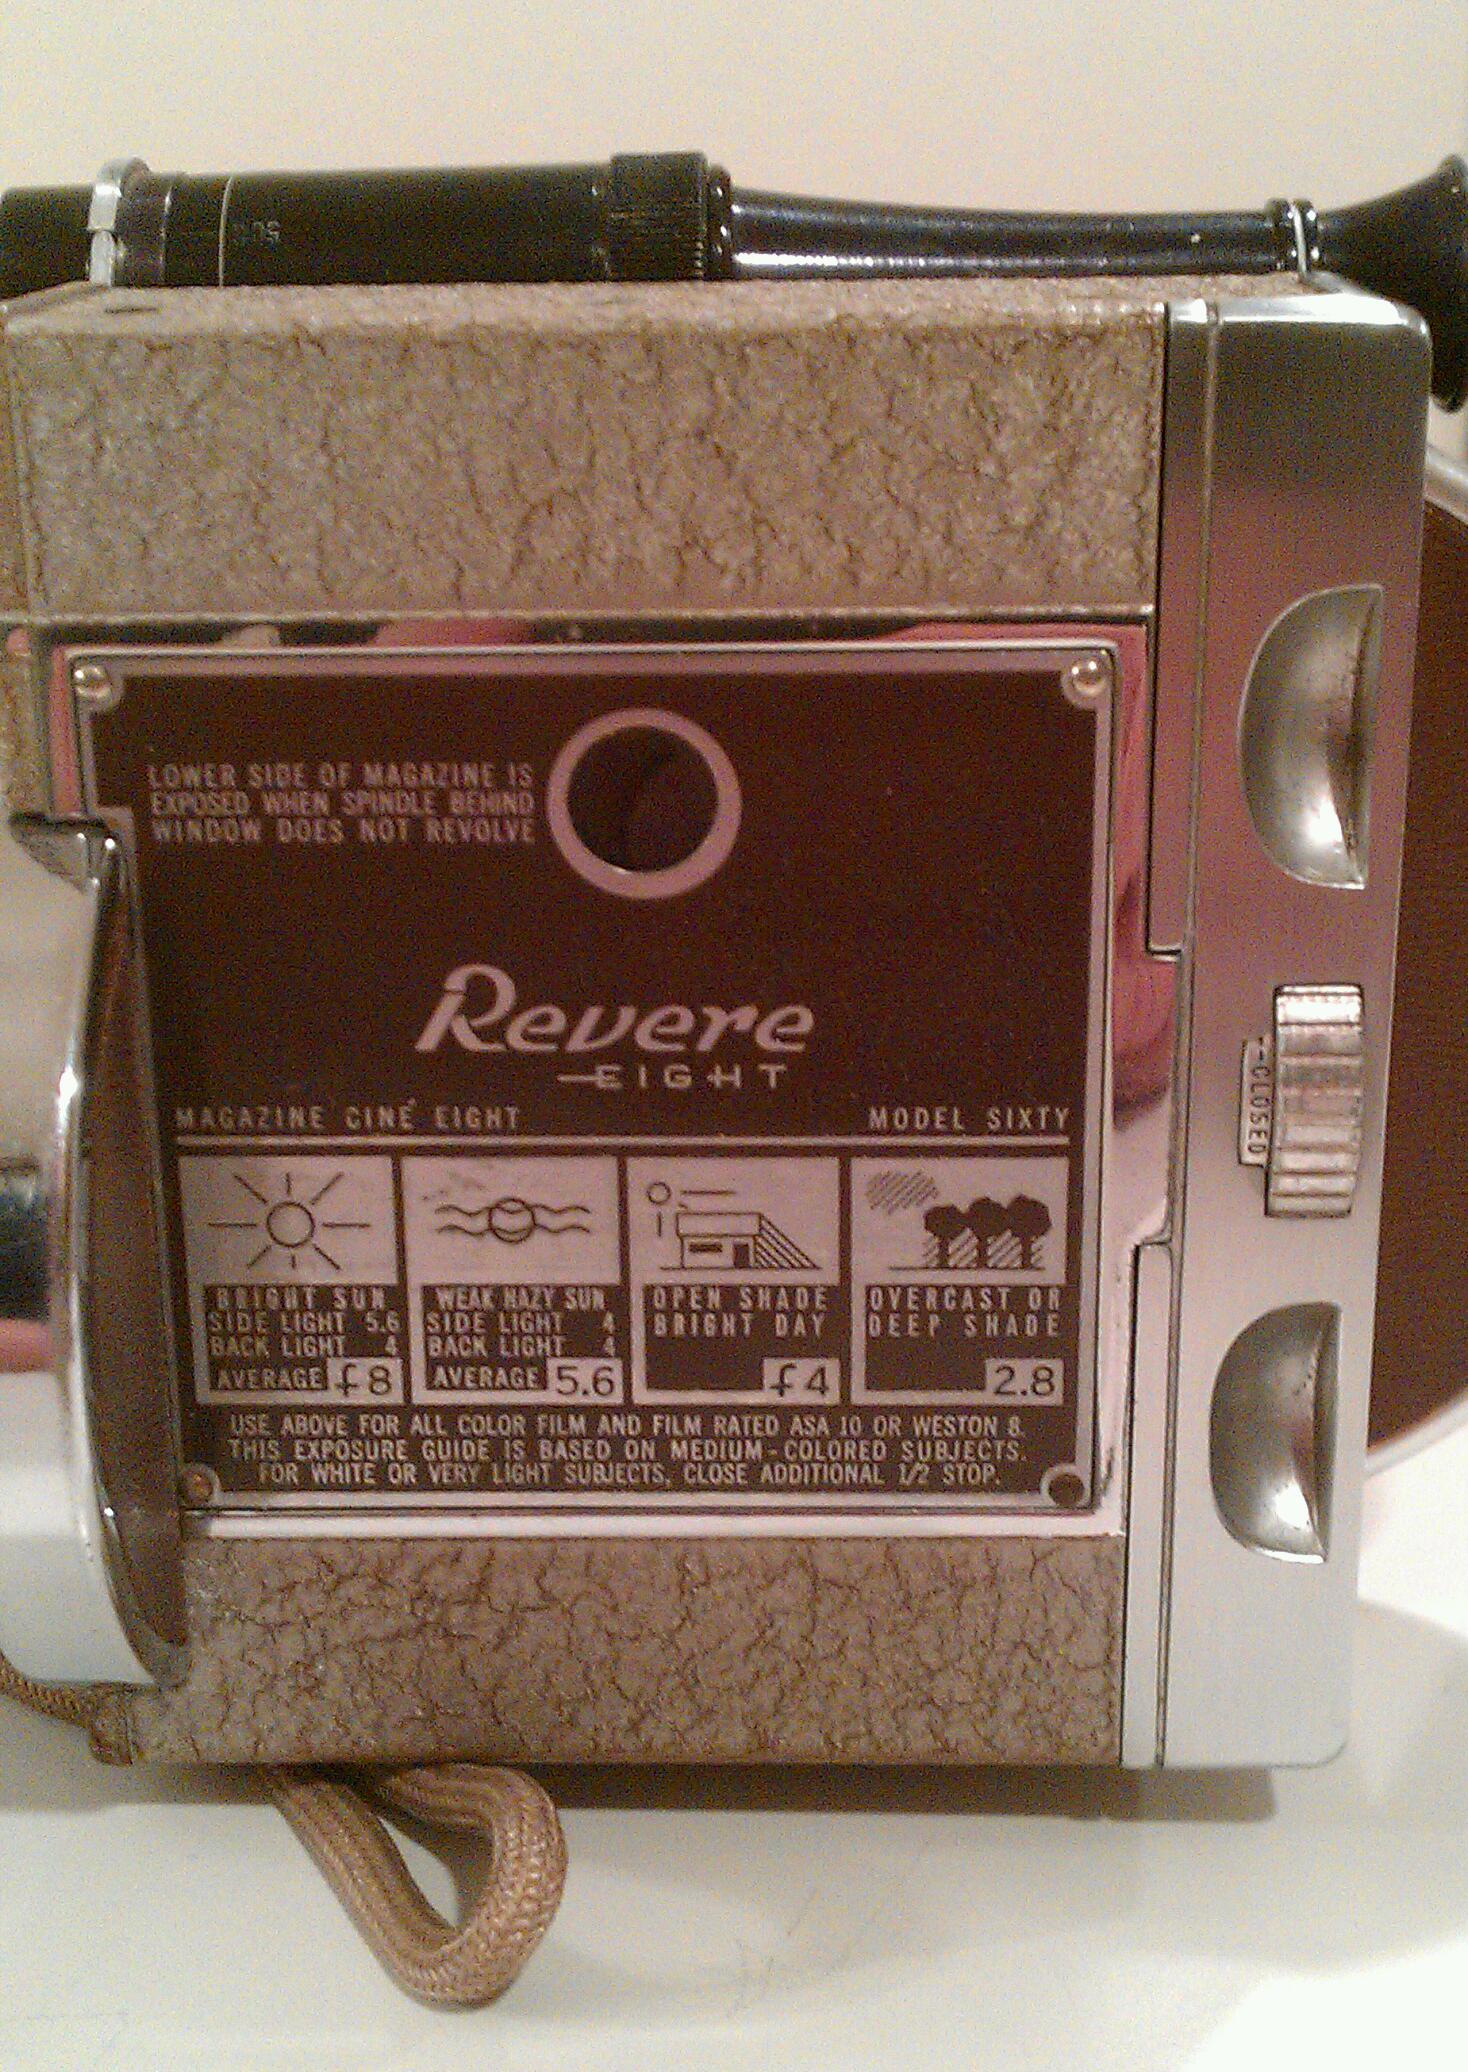 LOWER SIDE OF MAGAZINE IS
EXPOSED WHEN SPINDLE BEHIND
WINDOW DOES NOT REVOLVE
Revere
EIGHT
MAGAZINE CINÉ EIGHT
MODEL SIXTY
CLOSED
BRIGHT SUN
SIDE LIGHT 5.6
BACK LIGHT 4
AVERAGE f8
WEAK HAZY SUN
SIDE LIGHT 4
BACK LIGHT 4
AVERAGE 5.6
OPEN SHADE
BRIGHT DAY
f4
OVERCAST OR
DEEP SHADE
2.8
USE ABOVE FOR ALL COLOR FILM AND FILM RATED ASA 10 OR WESTON 8.
THIS EXPOSURE GUIDE IS BASED ON MEDIUM-COLORED SUBJECTS.
FOR WHITE OR VERY LIGHT SUBJECTS, CLOSE ADDITIONAL 1/2 STOP.